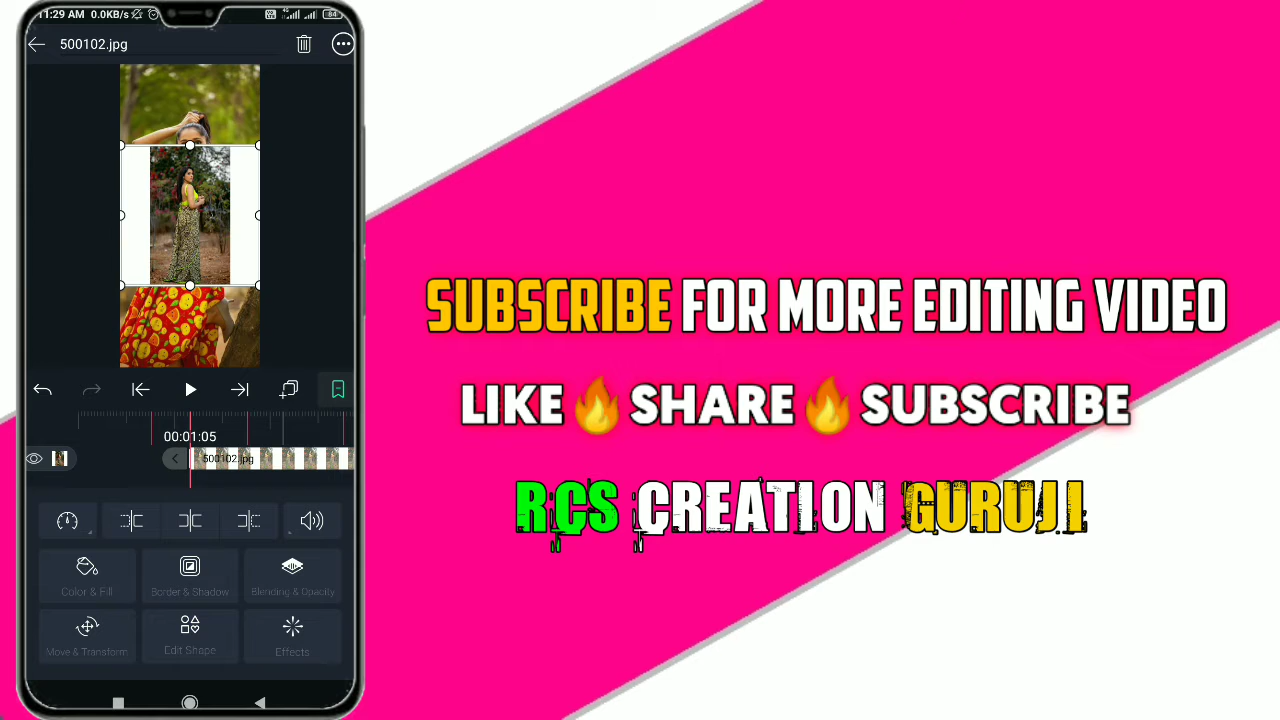 11:29 AM 0.0KB/s 84
500102.jpg
SUBSCRIBE FOR MORE EDITING VIDEO
LIKE🔥SHARE🔥SUBSCRIBE
00:01:05
500102.jpg
RCS CREATION GURUJI
Color & Fill
Border & Shadow
Blending & Opacity
Move & Transform
Edit Shape
Effects